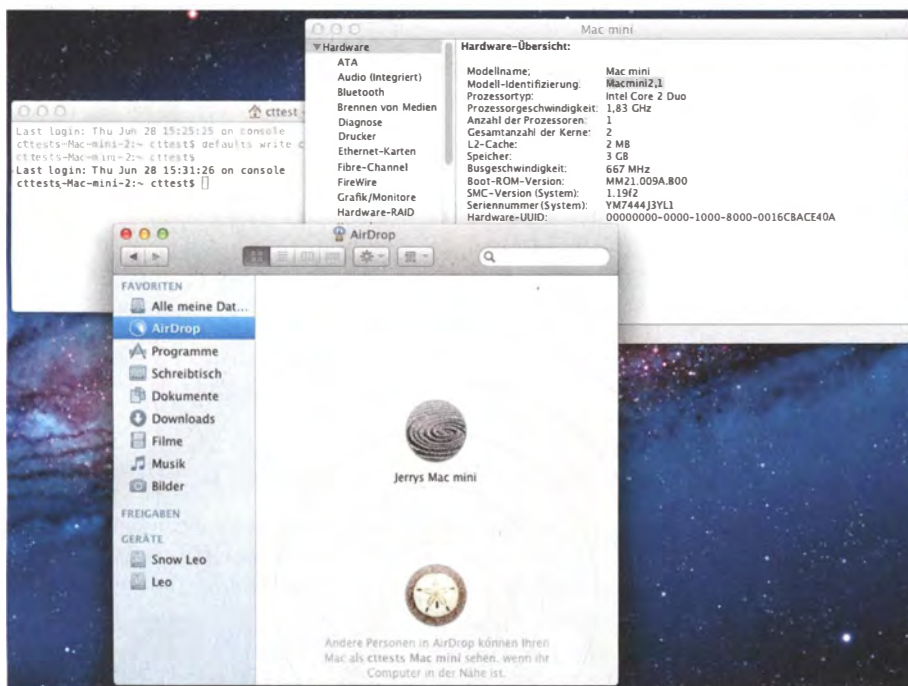 Mac mini
Hardware
ATA
Audio (Integriert)
Bluetooth
Brennen von Medien
Diagnose
Drucker
Ethernet-Karten
Fibre-Channel
FireWire
Grafik/Monitore
Hardware-RAID
Hardware-Übersicht:
Modellname: Mac mini
Modell-Identifizierung: Macmini2,1
Prozessortyp: Intel Core 2 Duo
Prozessorgeschwindigkeit: 1,83 GHz
Anzahl der Prozessoren: 1
Gesamtanzahl der Kerne: 2
L2-Cache: 2 MB
Speicher: 3 GB
Busgeschwindigkeit: 667 MHz
Boot-ROM-Version: MM21.009A.B00
SMC-Version (System): 1.19f2
Seriennummer (System): YM7444J3YL1
Hardware-UUID: 00000000-0000-1000-8000-0016CBACE40A
cttest
Last login: Thu Jun 28 15:25:25 on console
cttests-Mac-mini-2:~ cttest$ defaults write
cttests-Mac-mini-2:~ cttest$
Last login: Thu Jun 28 15:31:26 on console
cttests-Mac-mini-2:~ cttest$
AirDrop
FAVORITEN
Alle meine Dat...
AirDrop
Programme
Schreibtisch
Dokumente
Downloads
Filme
Musik
Bilder
FREIGABEN
GERÄTE
Snow Leo
Leo
Jerrys Mac mini
Andere Personen in AirDrop können Ihren
Mac als cttests Mac mini sehen, wenn ihr
Computer in der Nähe ist.